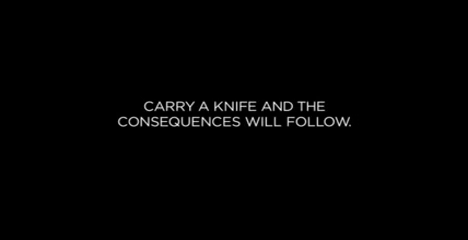 CARRY A KNIFE AND THE
CONSEQUENCES WILL FOLLOW.